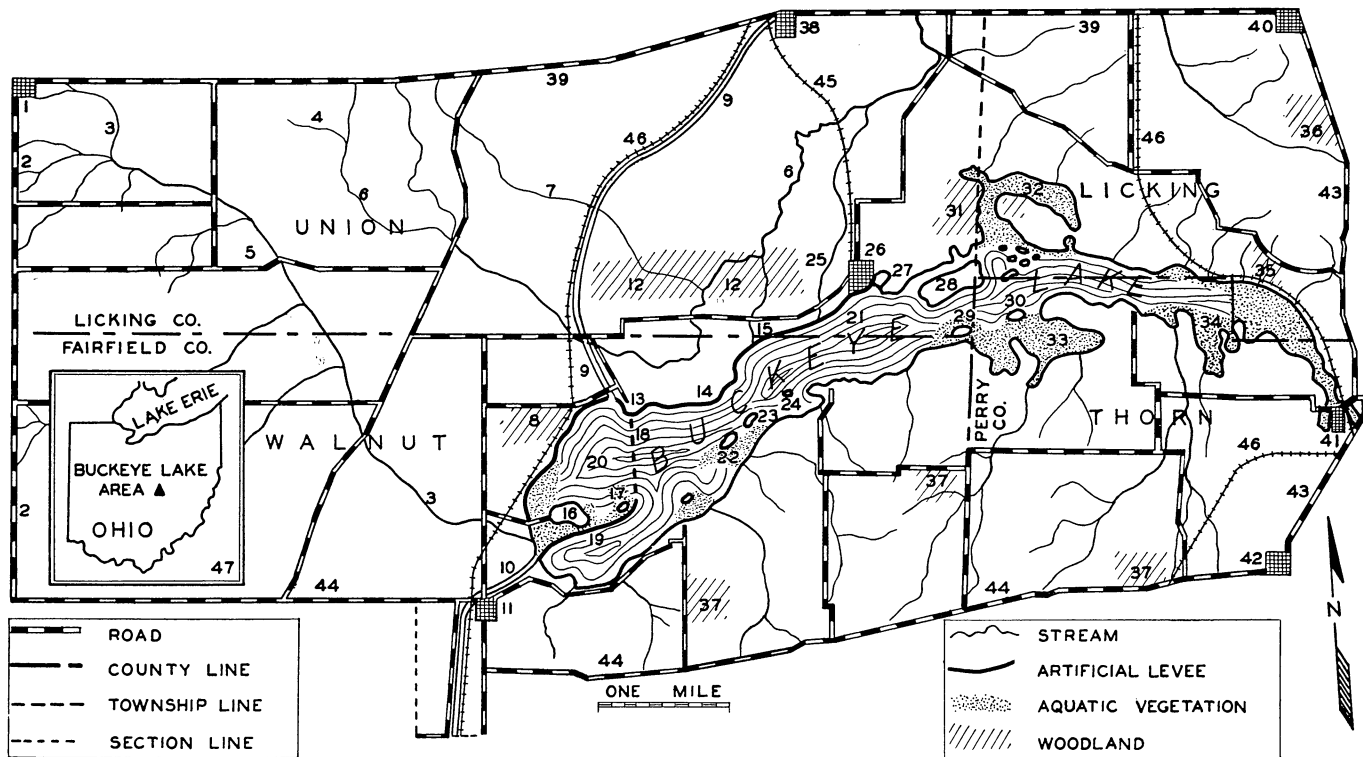 38
39
40
1
39
45
9
3
4
46
46
36
2
6
7
6
32
LICKING
43
31
UNION
5
25
26
27
12
12
28
LAKE
35
LICKING CO.
15
21
30
FAIRFIELD CO.
29
34
9
33
BUCKEYE
14
13
24
PERRY CO.
THORN
LAKE ERIE
8
23
41
WALNUT
18
22
46
BUCKEYE LAKE
AREA
20
37
3
17
43
2
OHIO
16
19
47
44
10
37
42
11
37
44
44
N
ROAD
COUNTY LINE
TOWNSHIP LINE
SECTION LINE
ONE MILE
STREAM
ARTIFICIAL LEVEE
AQUATIC VEGETATION
WOODLAND